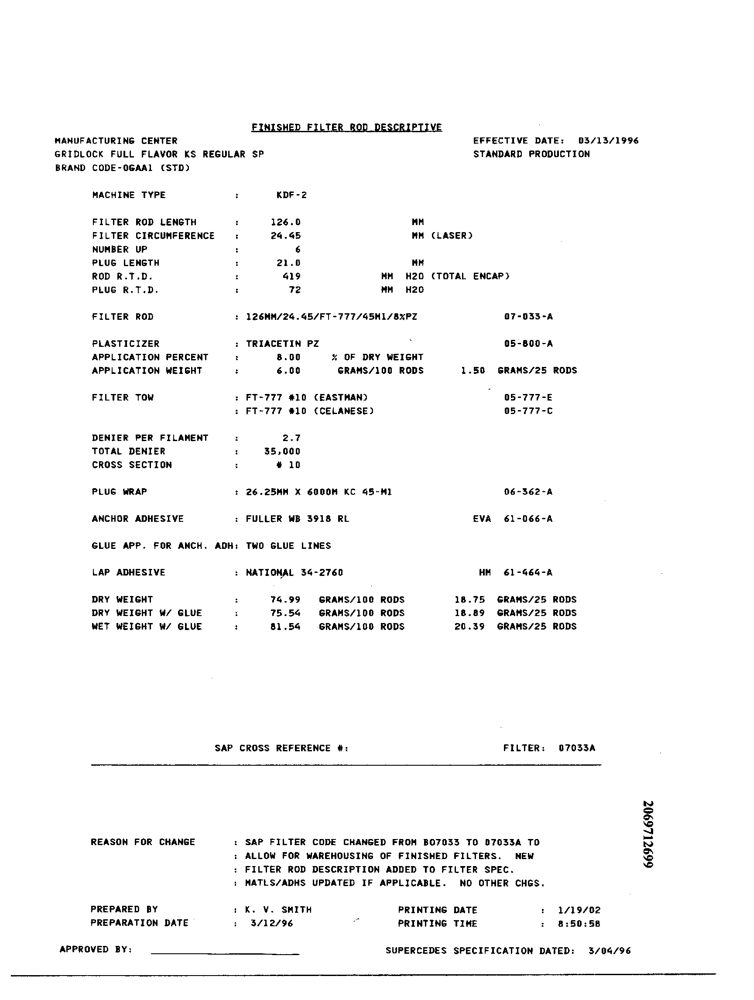 FINISHED FILTER ROD DESCRIPTIVE
MANUFACTURING CENTER EFFECTIVE DATE: 03/13/1996
GRIDLOCK FULL FLAVOR KS REGULAR SP STANDARD PRODUCTION
BRAND CODE-0GAA1 (STD)
MACHINE TYPE : KDF-2
FILTER ROD LENGTH : 126.0 MM
FILTER CIRCUMFERENCE : 24.45 MM (LASER)
NUMBER UP : 6
PLUG LENGTH : 21.0 MM
ROD R.T.D. : 419 MM H2O (TOTAL ENCAP)
PLUG R.T.D. : 72 MM H2O
FILTER ROD : 126MM/24.45/FT-777/45M1/8%PZ 07-033-A
PLASTICIZER : TRIACETIN PZ 05-800-A
APPLICATION PERCENT : 8.00 % OF DRY WEIGHT
APPLICATION WEIGHT : 6.00 GRAMS/100 RODS 1.50 GRAMS/25 RODS
FILTER TOW : FT-777 #10 (EASTMAN) 05-777-E
: FT-777 #10 (CELANESE) 05-777-C
DENIER PER FILAMENT : 2.7
TOTAL DENIER : 35,000
CROSS SECTION : # 10
PLUG WRAP : 26.25MM X 6000M KC 45-M1 06-362-A
ANCHOR ADHESIVE : FULLER WB 3918 RL EVA 61-066-A
GLUE APP. FOR ANCH. ADH: TWO GLUE LINES
LAP ADHESIVE : NATIONAL 34-2760 HM 61-464-A
DRY WEIGHT : 74.99 GRAMS/100 RODS 18.75 GRAMS/25 RODS
DRY WEIGHT W/ GLUE : 75.54 GRAMS/100 RODS 18.89 GRAMS/25 RODS
WET WEIGHT W/ GLUE : 81.54 GRAMS/100 RODS 20.39 GRAMS/25 RODS
SAP CROSS REFERENCE #: FILTER: 07033A
2069712699
REASON FOR CHANGE : SAP FILTER CODE CHANGED FROM BO7033 TO 07033A TO
: ALLOW FOR WAREHOUSING OF FINISHED FILTERS. NEW
: FILTER ROD DESCRIPTION ADDED TO FILTER SPEC.
: MATLS/ADHS UPDATED IF APPLICABLE. NO OTHER CHGS.
PREPARED BY : K. V. SMITH PRINTING DATE : 1/19/02
PREPARATION DATE : 3/12/96 PRINTING TIME : 8:50:58
APPROVED BY: SUPERCEDES SPECIFICATION DATED: 3/04/96